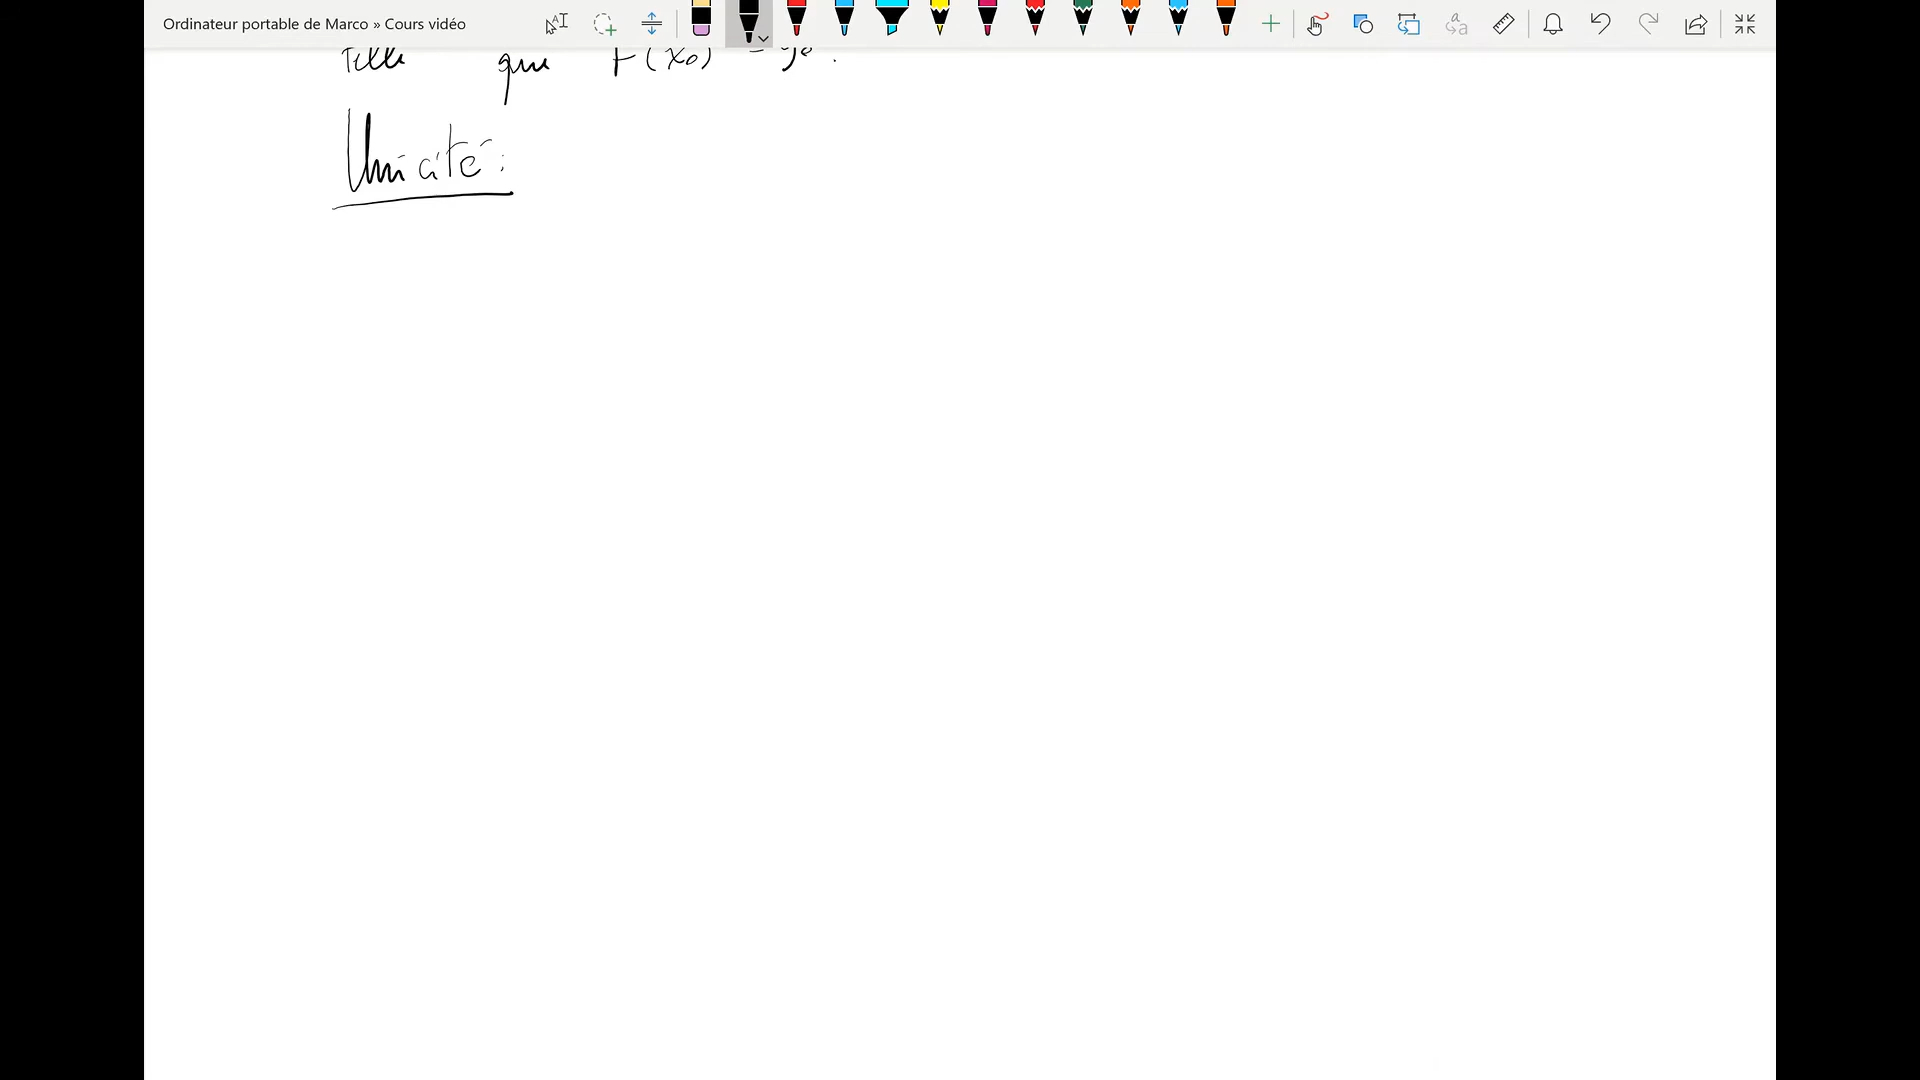 Ordinateur portable de Marco » Cours vidéo
telle que F(x₀) = y₀.
Unicité :